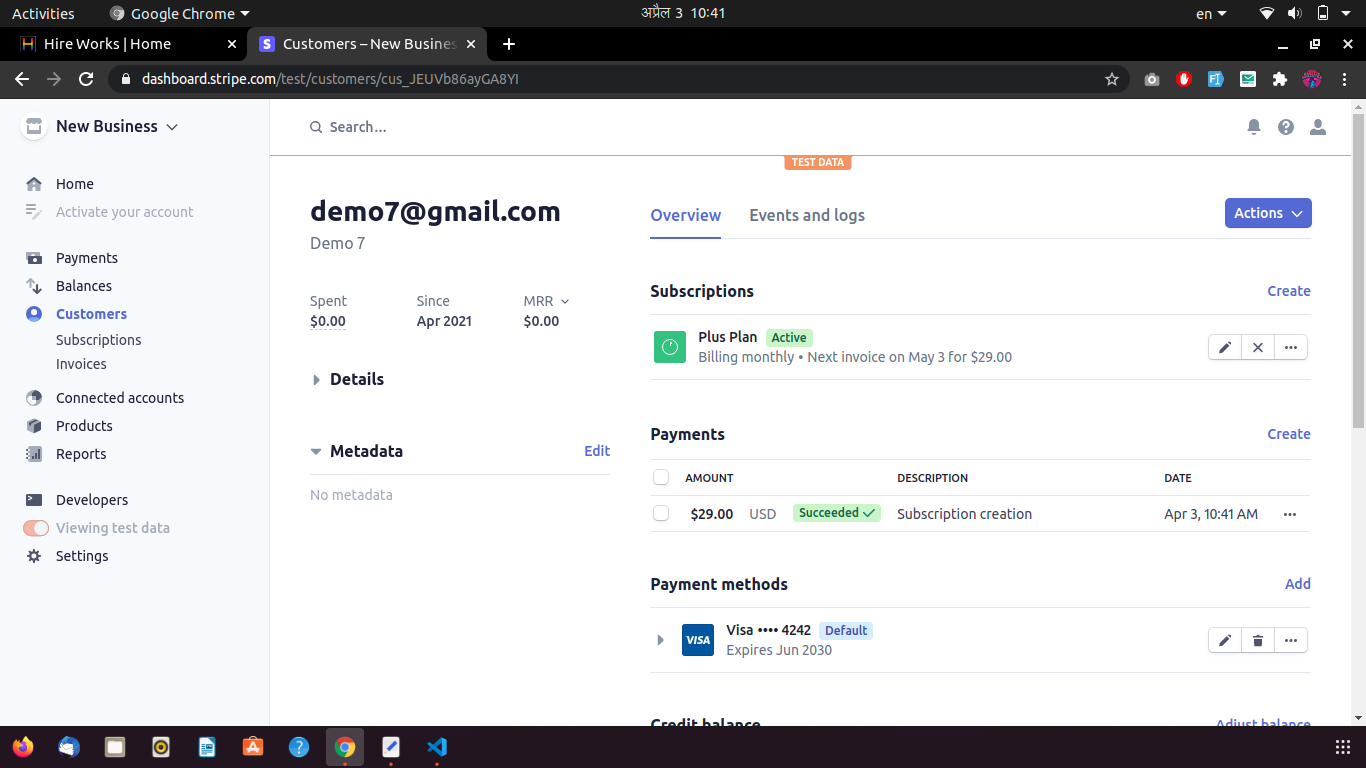 Activities
Google Chrome
अप्रैल 3 10:41
en
Hire Works | Home
Customers – New Busines
dashboard.stripe.com/test/customers/cus_JEUVb86ayGA8YI
New Business
Search...
TEST DATA
Home
Activate your account
Payments
Balances
Customers
Subscriptions
Invoices
Connected accounts
Products
Reports
Developers
Viewing test data
Settings
demo7@gmail.com
Demo 7
Spent
Since
MRR
$0.00
Apr 2021
$0.00
Details
Metadata
Edit
No metadata
Overview
Events and logs
Actions
Subscriptions
Create
Plus Plan
Active
Billing monthly • Next invoice on May 3 for $29.00
Payments
Create
AMOUNT
DESCRIPTION
DATE
$29.00 USD
Succeeded
Subscription creation
Apr 3, 10:41 AM
Payment methods
Add
VISA
Visa •••• 4242
Default
Expires Jun 2030
Credit balance
Adjust balance